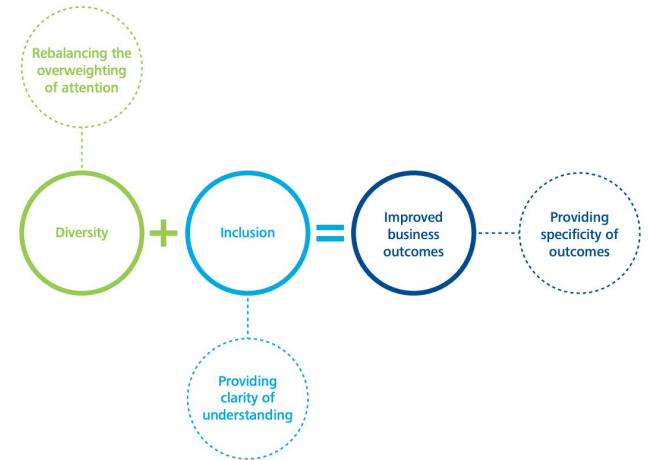 Rebalancing the
overweighting
of attention
Diversity
+
Inclusion
=
Improved
business
outcomes
Providing
specificity of
outcomes
Providing
clarity of
understanding